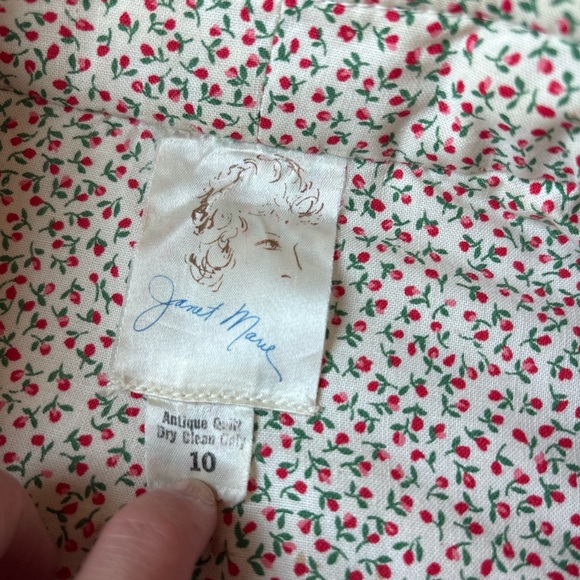 Janet Marie
Antique Quilt
Dry Clean Only
10